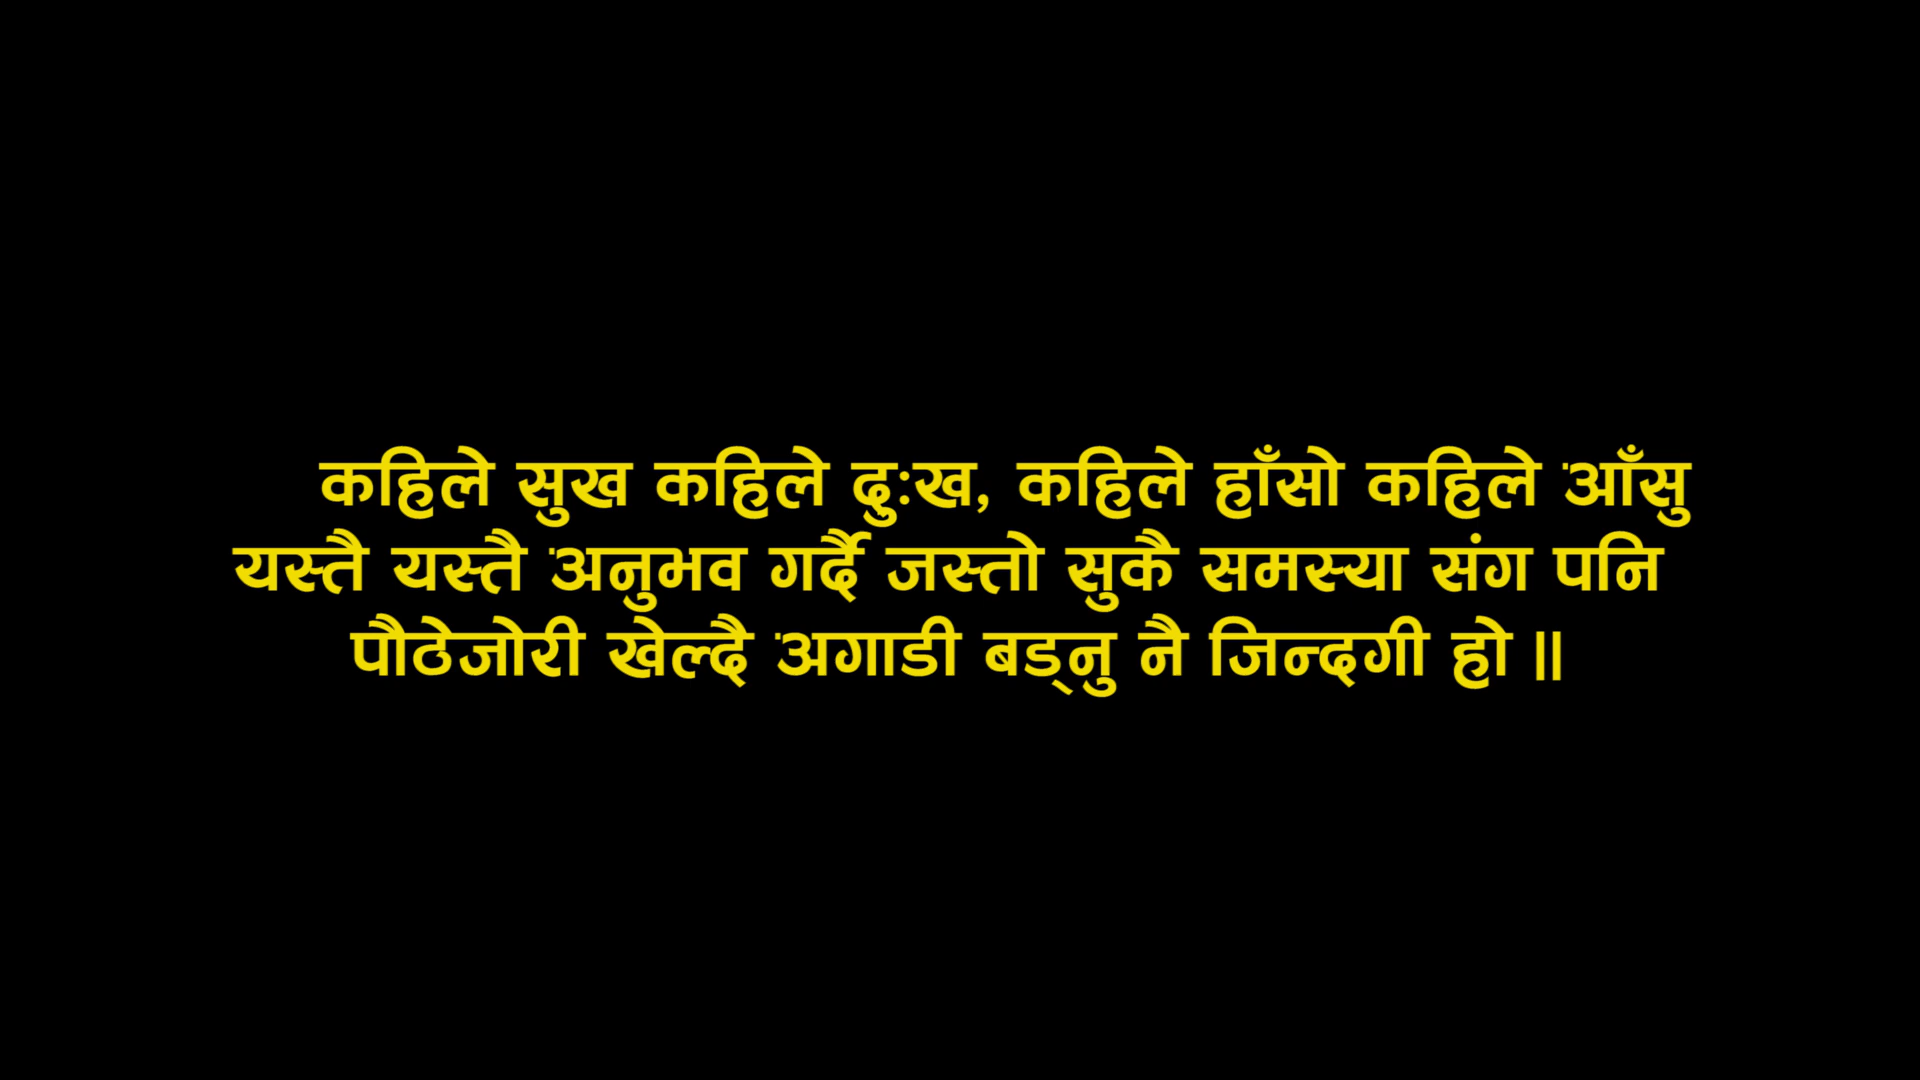 कहिले सुख कहिले दुःख, कहिले हाँसो कहिले आँसु
यस्तै यस्तै अनुभव गर्दै जस्तो सुकै समस्या संग पनि
पौठेजोरी खेल्दै अगाडी बड्नु नै जिन्दगी हो ॥